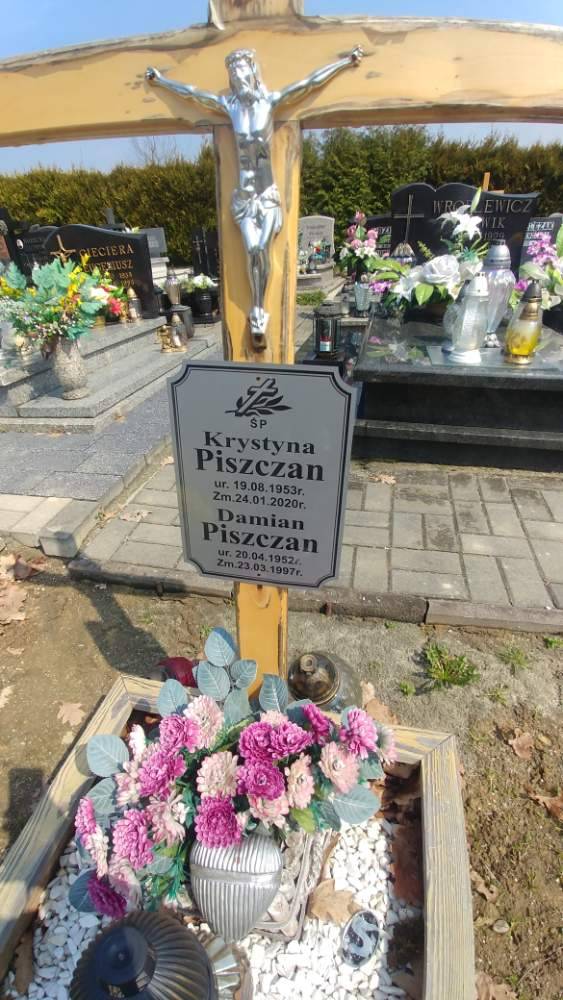 ŚP
Krystyna
Piszczan
ur. 19.08.1953r.
Zm.24.01.2020r.
Damian
Piszczan
ur. 20.04.1952r.
Zm.23.03.1997r.
CIECIERA